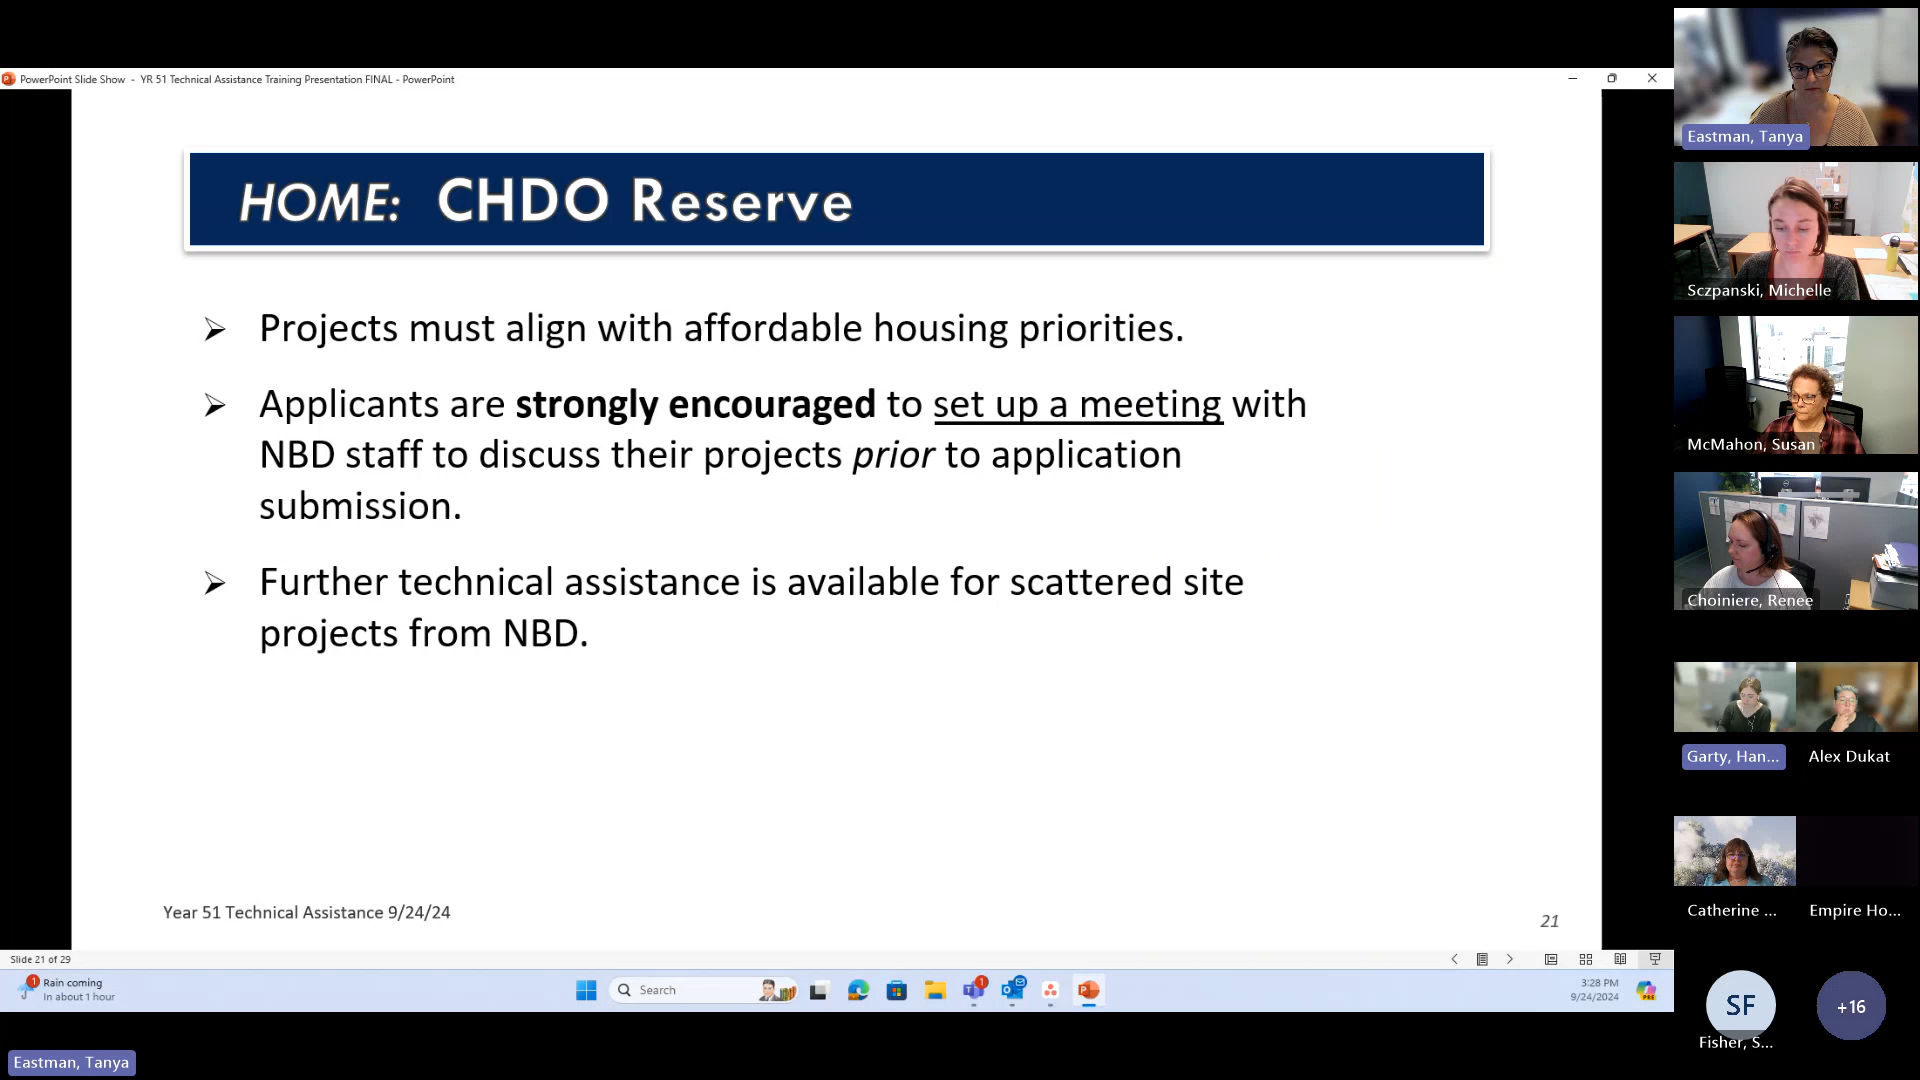 PowerPoint Slide Show - YR 51 Technical Assistance Training Presentation FINAL - PowerPoint
HOME: CHDO Reserve
Projects must align with affordable housing priorities.
Applicants are strongly encouraged to set up a meeting with
NBD staff to discuss their projects prior to application
submission.
Further technical assistance is available for scattered site
projects from NBD.
Year 51 Technical Assistance 9/24/24
21
Slide 21 of 29
1
Rain coming
In about 1 hour
Search
1
3:28 PM
9/24/2024
PRE
Eastman, Tanya
Eastman, Tanya
Sczpanski, Michelle
McMahon, Susan
Choiniere, Renee
Garty, Han...
Alex Dukat
Catherine ...
Empire Ho...
SF
+16
Fisher, S...